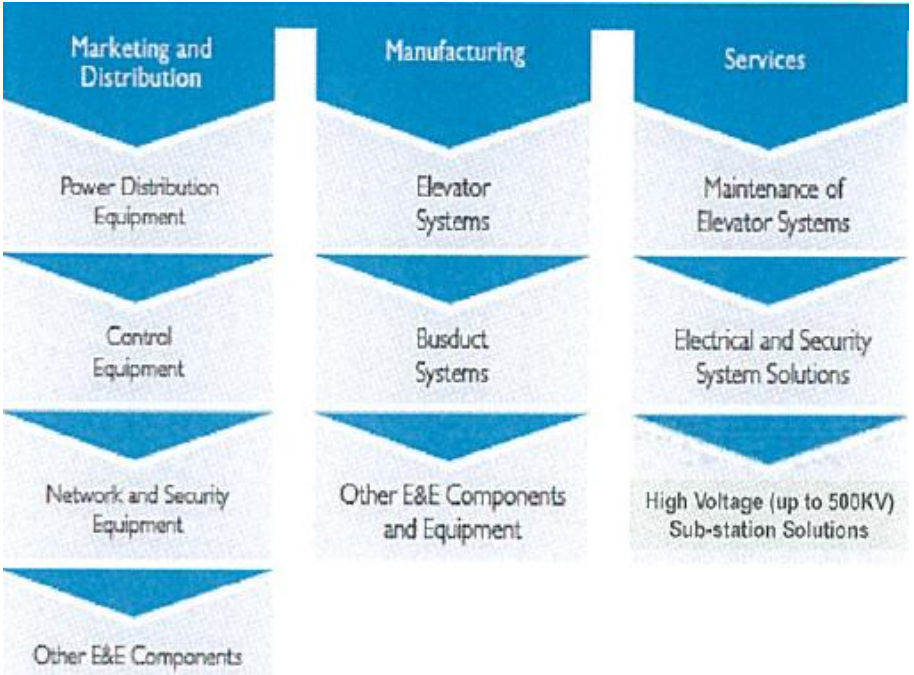 Marketing and
Distribution
Power Distribution
Equipment
Control
Equipment
Network and Security
Equipment
Other E&E Components
Manufacturing
Elevator
Systems
Busduct
Systems
Other E&E Components
and Equipment
Services
Maintenance of
Elevator Systems
Electrical and Security
System Solutions
High Voltage (up to 500KV)
Sub-station Solutions